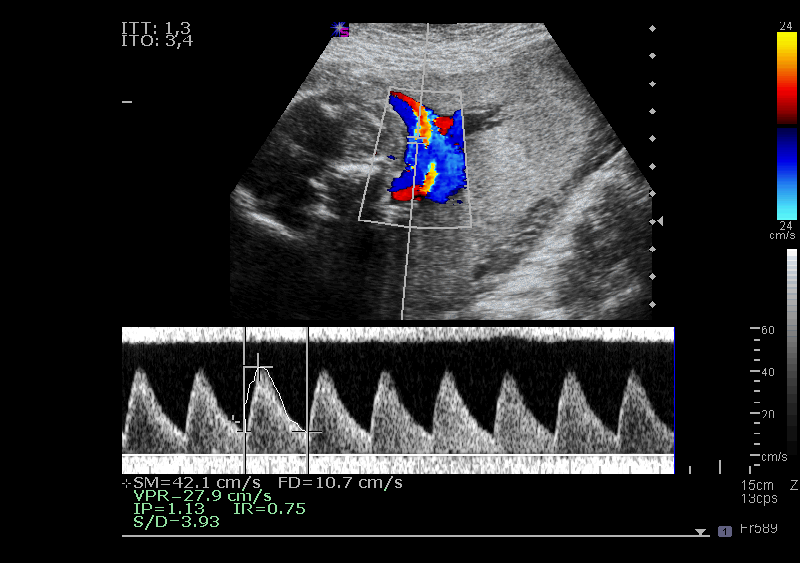 ITT: 1,3
ITO: 3,4
24
24
cm/s
60
40
20
cm/s
SM=42.1 cm/s FD=10.7 cm/s
VPR-27.9 cm/s
IP=1.13 IR=0.75
S/D-3.93
15cm Z
13cps
1 Fr589